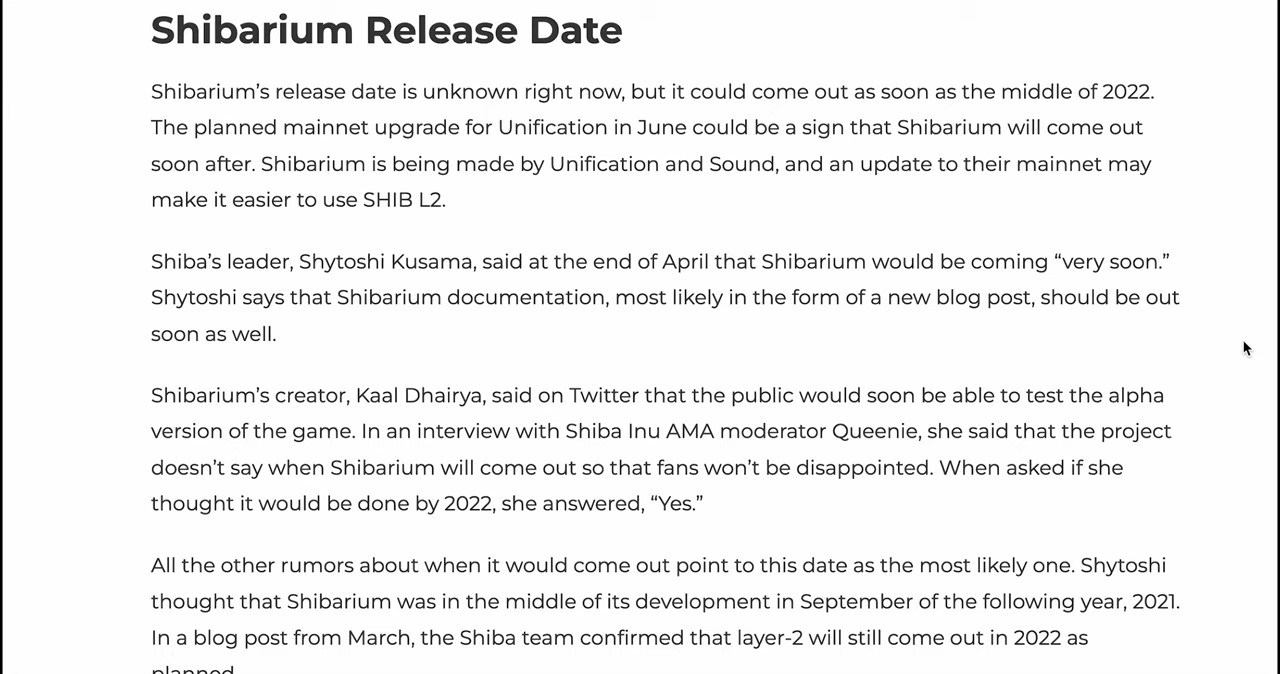 Shibarium Release Date
Shibarium’s release date is unknown right now, but it could come out as soon as the middle of 2022.
The planned mainnet upgrade for Unification in June could be a sign that Shibarium will come out
soon after. Shibarium is being made by Unification and Sound, and an update to their mainnet may
make it easier to use SHIB L2.
Shiba’s leader, Shytoshi Kusama, said at the end of April that Shibarium would be coming “very soon.”
Shytoshi says that Shibarium documentation, most likely in the form of a new blog post, should be out
soon as well.
Shibarium’s creator, Kaal Dhairya, said on Twitter that the public would soon be able to test the alpha
version of the game. In an interview with Shiba Inu AMA moderator Queenie, she said that the project
doesn’t say when Shibarium will come out so that fans won’t be disappointed. When asked if she
thought it would be done by 2022, she answered, “Yes.”
All the other rumors about when it would come out point to this date as the most likely one. Shytoshi
thought that Shibarium was in the middle of its development in September of the following year, 2021.
In a blog post from March, the Shiba team confirmed that layer-2 will still come out in 2022 as
planned.